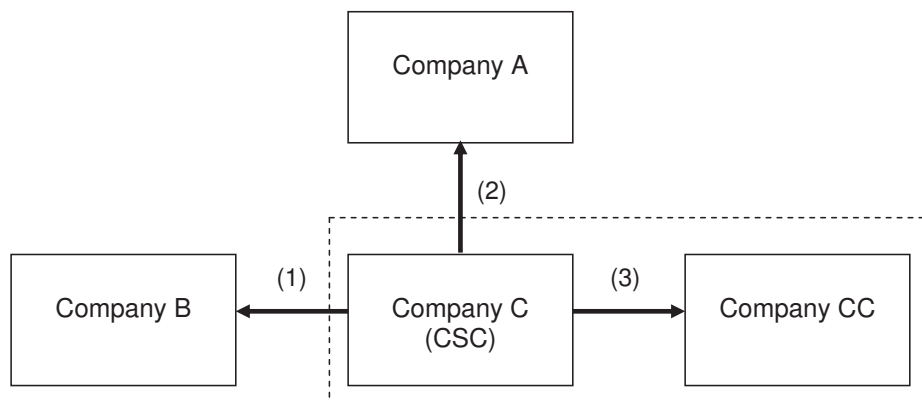 Company A
(2)
Company B
(1)
Company C
(CSC)
(3)
Company CC